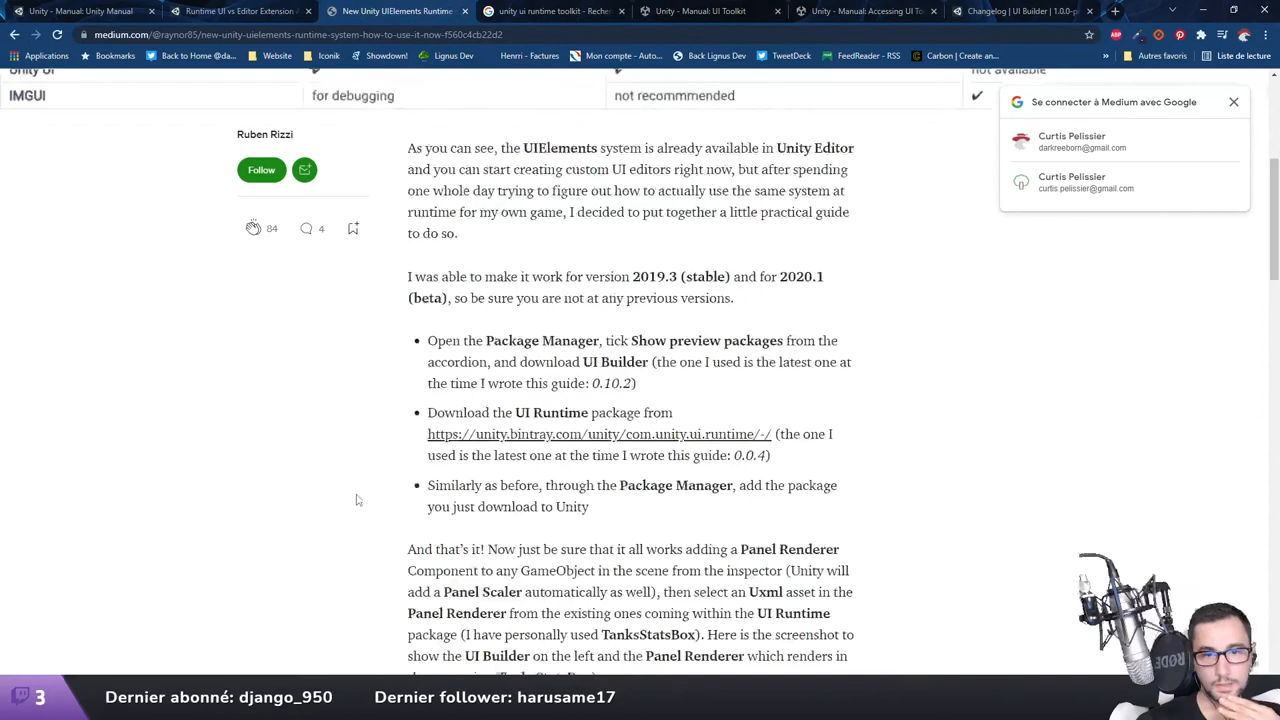 Unity - Manual: Unity Manual
Runtime UI vs Editor Extension
New Unity UIElements Runtime
unity ui runtime toolkit - Recher
Unity - Manual: UI Toolkit
Unity - Manual: Accessing UI To
Changelog | UI Builder | 1.0.0-p
medium.com/@raynor85/new-unity-uielements-runtime-system-how-to-use-it-now-f560c4cb22d2
Applications
Bookmarks
Back to Home @da...
Website
Iconik
Showdown
Lignus Dev
Henrri - Factures
Mon compte - Auto...
Back Lignus Dev
TweetDeck
FeedReader - RSS
Carbon | Create an...
»
Autres favoris
Liste de lecture
Unity UI
not available
IMGUI for debugging not recommmended ✔
Se connecter à Medium avec Google
Curtis Pelissier
darkreeborn@gmail.com
Curtis Pelissier
curtis.pelissier@gmail.com
Ruben Rizzi
Follow
84
4
As you can see, the UIElements system is already available in Unity Editor
and you can start creating custom UI editors right now, but after spending
one whole day trying to figure out how to actually use the same system at
runtime for my own game, I decided to put together a little practical guide
to do so.
I was able to make it work for version 2019.3 (stable) and for 2020.1
(beta), so be sure you are not at any previous versions.
• Open the Package Manager, tick Show preview packages from the
accordion, and download UI Builder (the one I used is the latest one at
the time I wrote this guide: 0.10.2)
• Download the UI Runtime package from
https://unity.bintray.com/unity/com.unity.ui.runtime/-/ (the one I
used is the latest one at the time I wrote this guide: 0.0.4)
• Similarly as before, through the Package Manager, add the package
you just download to Unity
And that's it! Now just be sure that it all works adding a Panel Renderer
Component to any GameObject in the scene from the inspector (Unity will
add a Panel Scaler automatically as well), then select an Uxml asset in the
Panel Renderer from the existing ones coming within the UI Runtime
package (I have personally used TanksStatsBox). Here is the screenshot to
show the UI Builder on the left and the Panel Renderer which renders in
RØDE
3
Dernier abonné: django_950
Dernier follower: harusame17